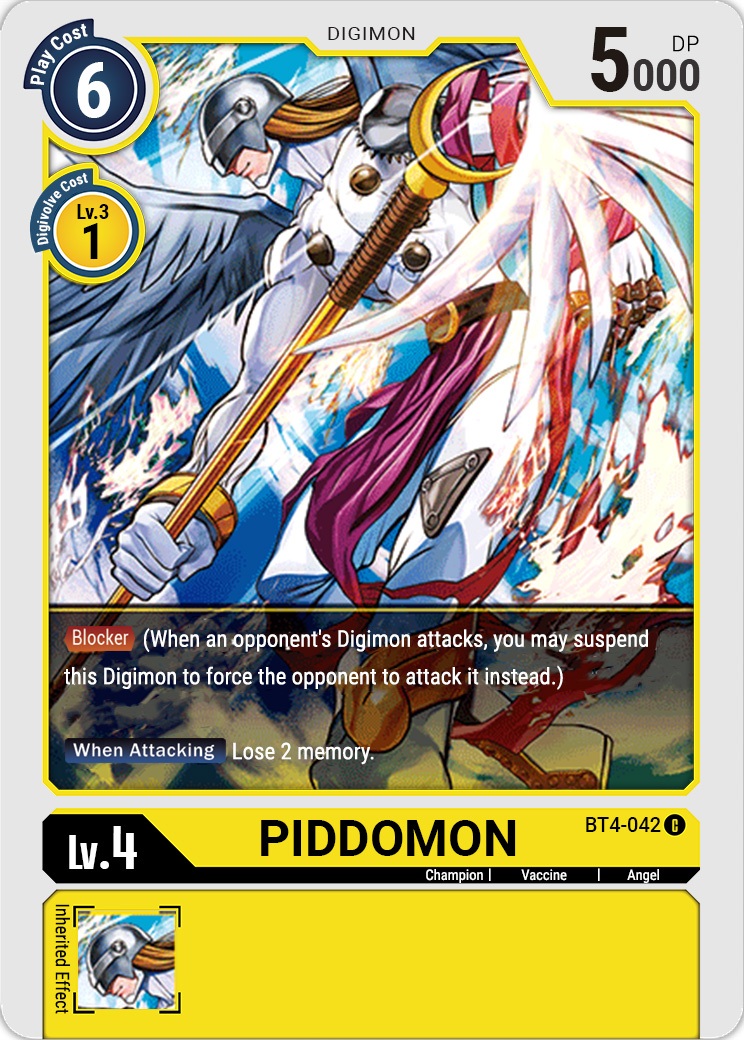 DIGIMON
Play Cost
6
DP
5000
Digivolve Cost
Lv.3
1
Blocker (When an opponent's Digimon attacks, you may suspend
this Digimon to force the opponent to attack it instead.)
When Attacking Lose 2 memory.
Lv.4
PIDDOMON
BT4-042 C
Champion | Vaccine | Angel
Inherited Effect